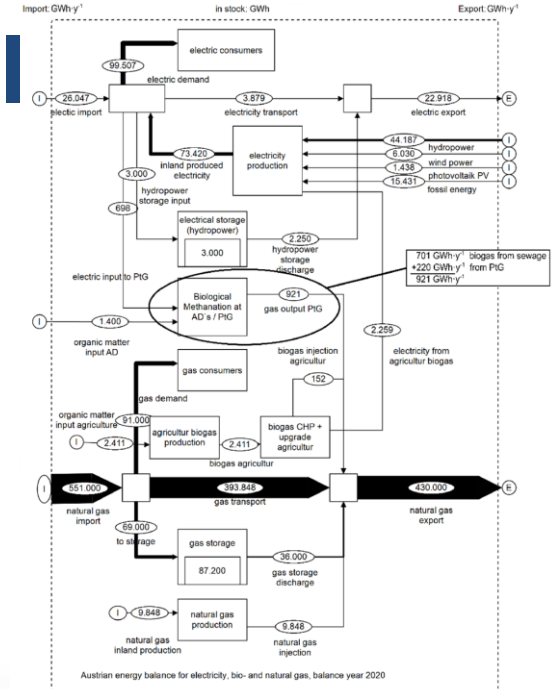 Import: GWh·y⁻¹
in stock: GWh
Export: GWh·y⁻¹
electric consumers
99.507
electric demand
I
26.047
electic import
3.879
electricity transport
22.918
E
electric export
73.420
inland produced
electricity
electricity
production
44.187
I
hydropower
6.030
I
wind power
1.438
I
photovoltaik PV
15.431
I
fossil energy
3.000
hydropower
storage input
698
electrical storage
(hydropower)
3.000
2.250
hydropower
storage
discharge
701 GWh·y⁻¹ biogas from sewage
+220 GWh·y⁻¹ from PtG
921 GWh·y⁻¹
electric input to PtG
Biological
Methanation at
AD`s / PtG
921
gas output PtG
I
1.400
organic matter
input AD
2.259
electricity from
agricultur biogas
biogas injection
agricultur
gas consumers
gas demand
152
organic matter
input agriculture
91.000
I
2.411
agricultur biogas
production
2.411
biogas agricultur
biogas CHP +
upgrade
agricultur
I
551.000
natural gas
import
393.848
gas transport
430.000
E
natural gas
export
69.000
to storage
gas storage
87.200
36.000
gas storage
discharge
I
9.848
natural gas
inland production
natural gas
production
9.848
natural gas
injection
Austrian energy balance for electricity, bio- and natural gas, balance year 2020